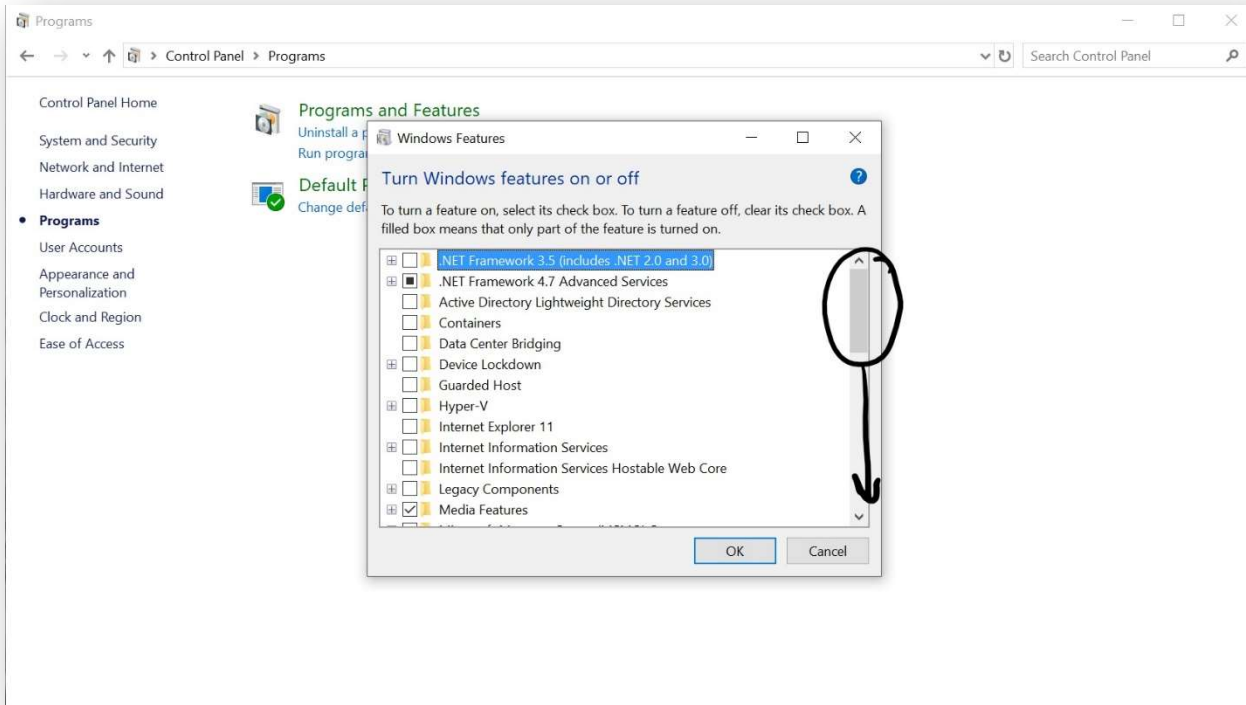 Programs
Control Panel > Programs
Search Control Panel
Control Panel Home
System and Security
Network and Internet
Hardware and Sound
Programs
User Accounts
Appearance and
Personalization
Clock and Region
Ease of Access
Programs and Features
Uninstall a
Run
Default
Change
Windows Features
Turn Windows features on or off
To turn a feature on, select its check box. To turn a feature off, clear its check box. A
filled box means that only part of the feature is turned on.
.NET Framework 3.5 (includes .NET 2.0 and 3.0)
.NET Framework 4.7 Advanced Services
Active Directory Lightweight Directory Services
Containers
Data Center Bridging
Device Lockdown
Guarded Host
Hyper-V
Internet Explorer 11
Internet Information Services
Internet Information Services Hostable Web Core
Legacy Components
Media Features
OK
Cancel